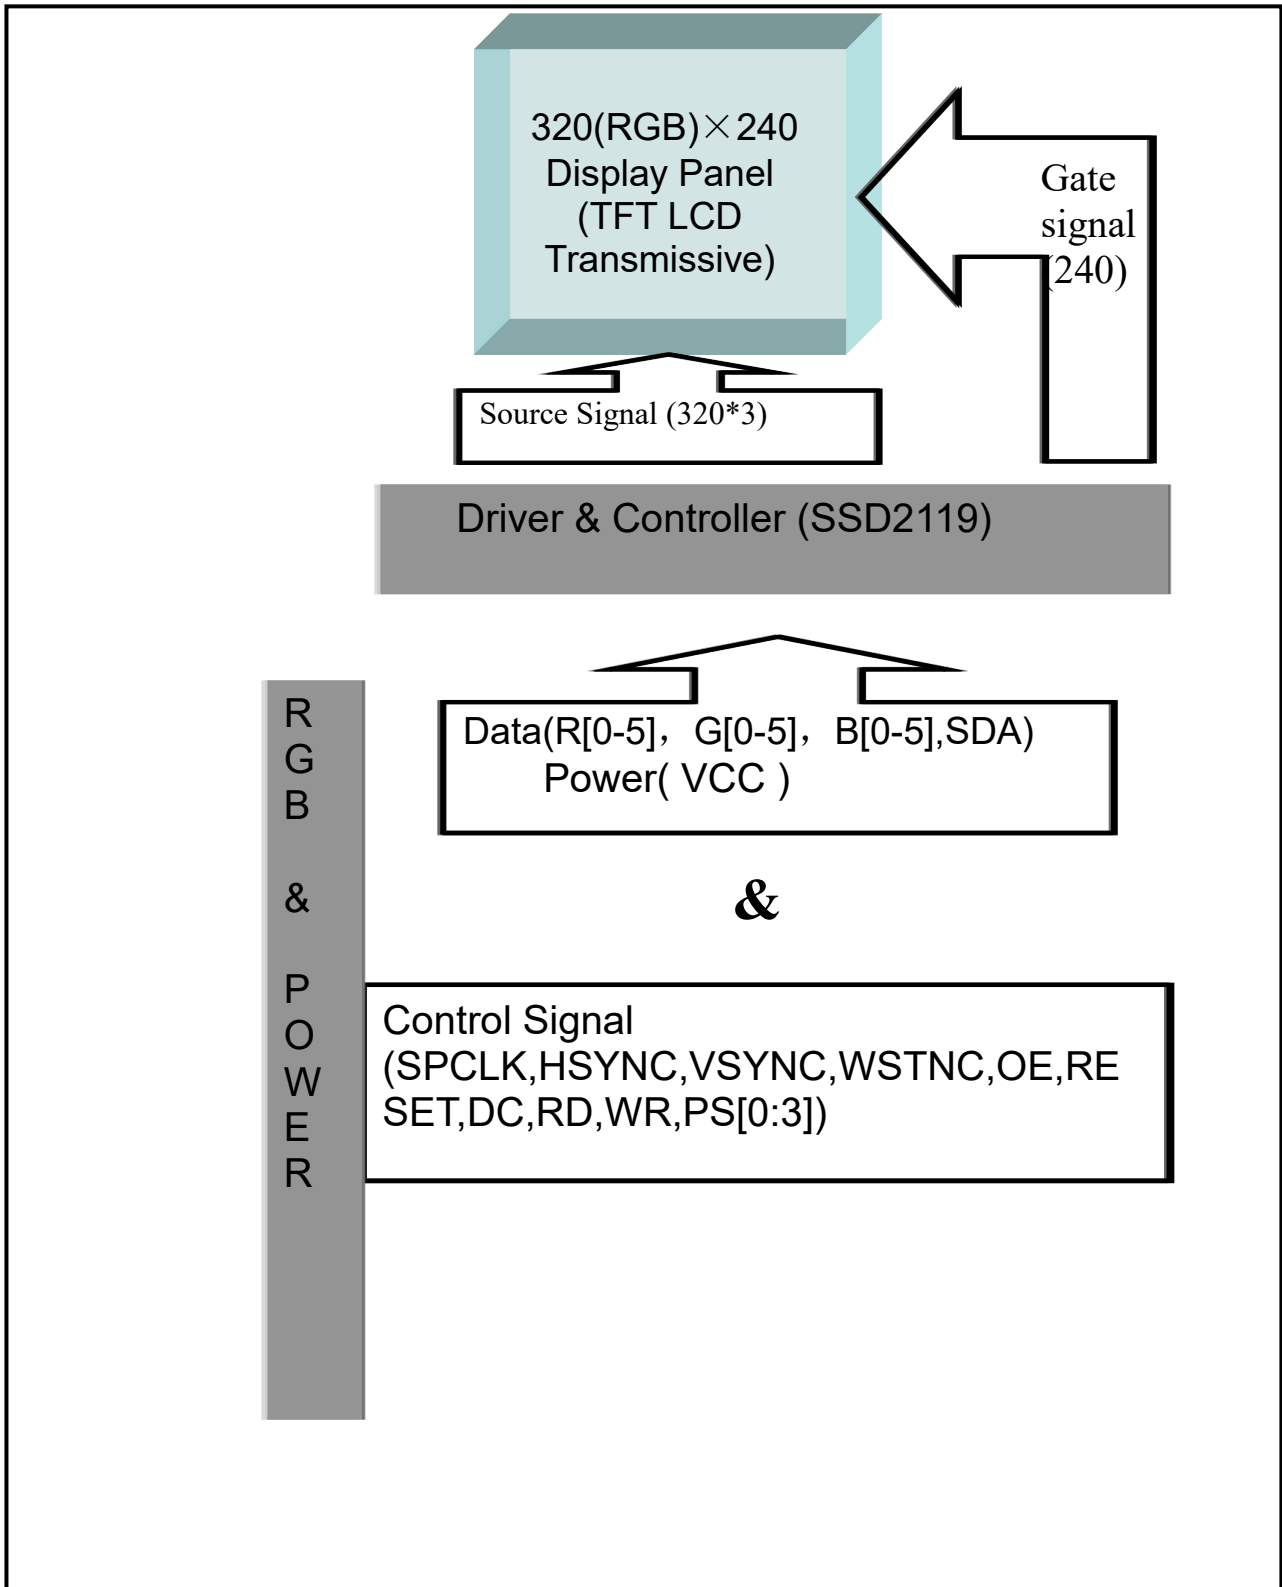 320(RGB)×240
Display Panel
(TFT LCD
Transmissive)
Gate
signal
(240)
Source Signal (320*3)
Driver & Controller (SSD2119)
R
G
B
&
P
O
W
E
R
Data(R[0-5]，G[0-5]，B[0-5],SDA)
Power( VCC )
&
Control Signal
(SPCLK,HSYNC,VSYNC,WSTNC,OE,RE
SET,DC,RD,WR,PS[0:3])